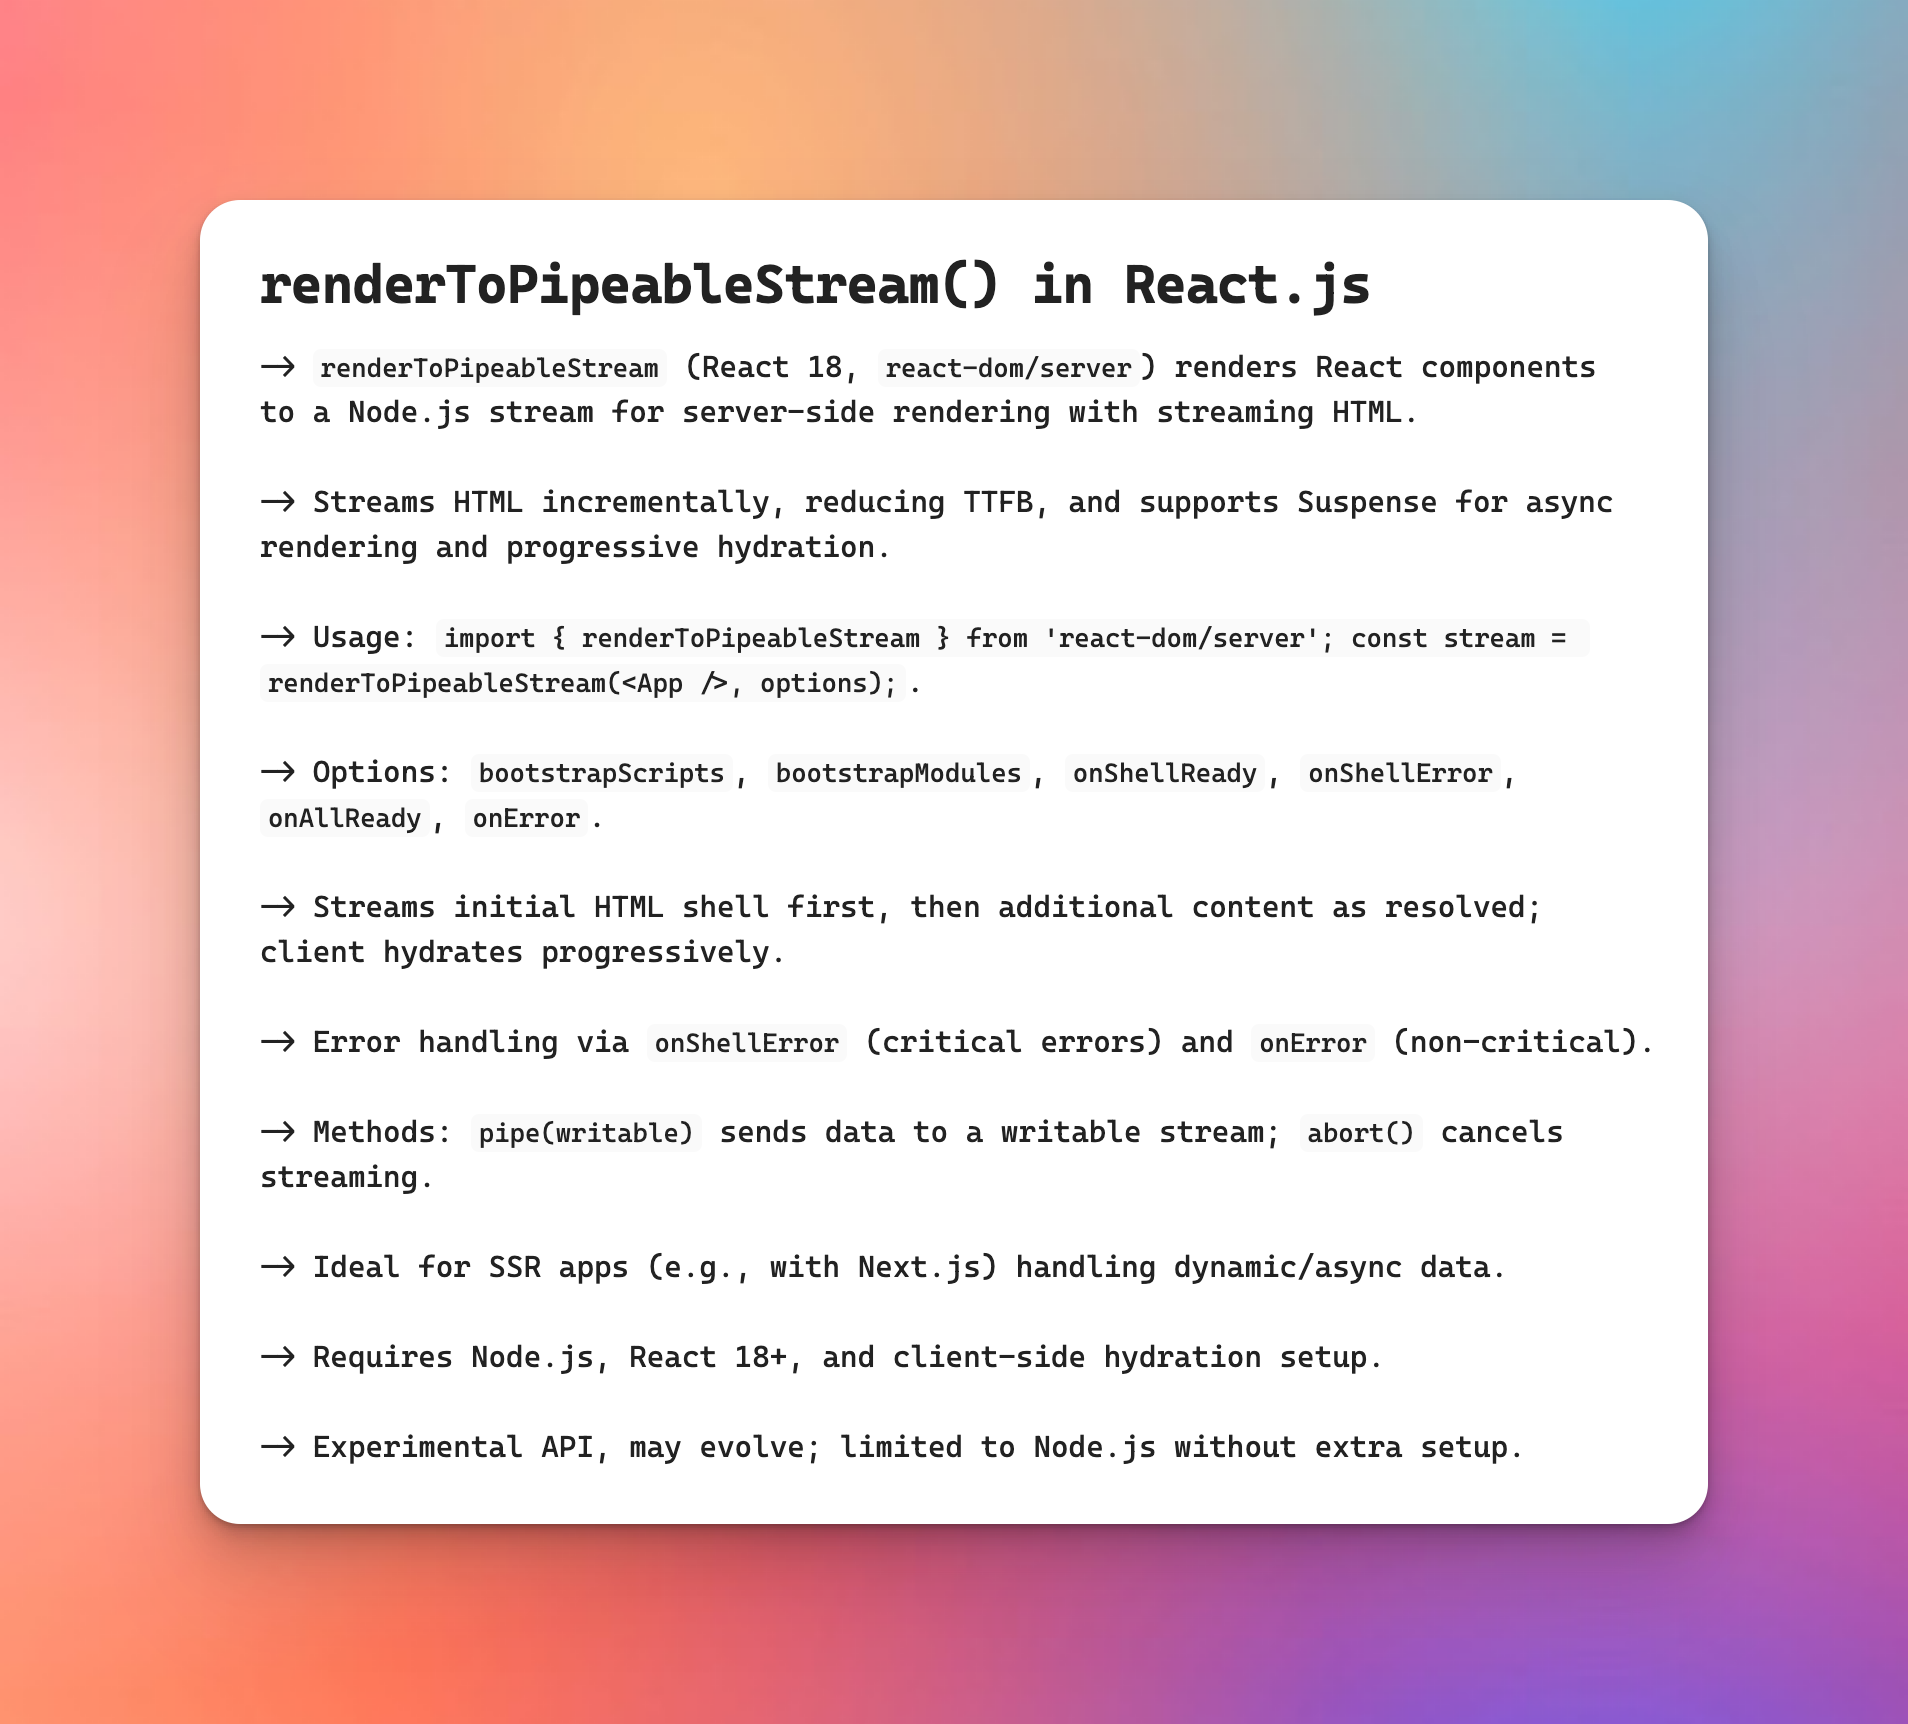 renderToPipeableStream() in React.js
→ renderToPipeableStream (React 18, react-dom/server) renders React components
to a Node.js stream for server-side rendering with streaming HTML.
→ Streams HTML incrementally, reducing TTFB, and supports Suspense for async
rendering and progressive hydration.
→ Usage: import { renderToPipeableStream } from 'react-dom/server'; const stream =
renderToPipeableStream(<App />, options);.
→ Options: bootstrapScripts, bootstrapModules, onShellReady, onShellError,
onAllReady, onError.
→ Streams initial HTML shell first, then additional content as resolved;
client hydrates progressively.
→ Error handling via onShellError (critical errors) and onError (non-critical).
→ Methods: pipe(writable) sends data to a writable stream; abort() cancels
streaming.
→ Ideal for SSR apps (e.g., with Next.js) handling dynamic/async data.
→ Requires Node.js, React 18+, and client-side hydration setup.
→ Experimental API, may evolve; limited to Node.js without extra setup.